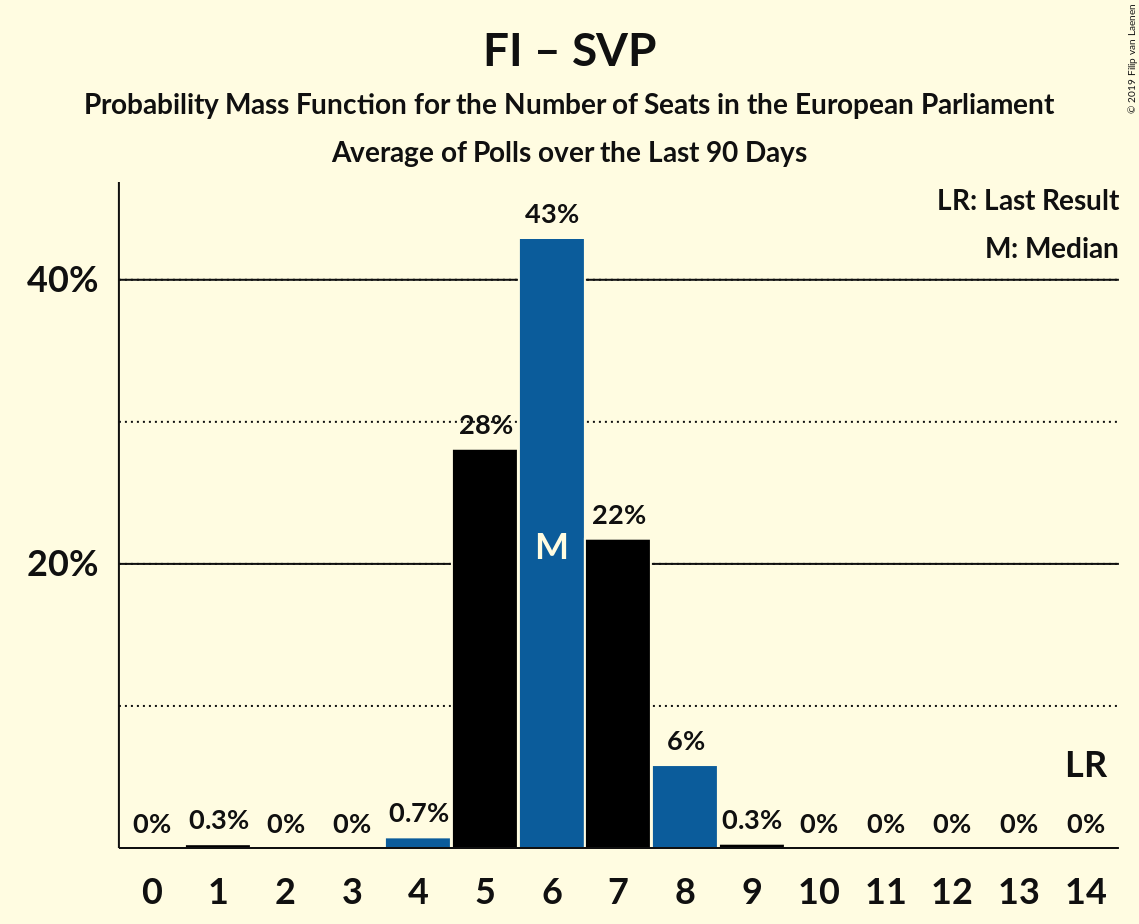 FI – SVP
Probability Mass Function for the Number of Seats in the European Parliament
Average of Polls over the Last 90 Days
© 2019 Filip van Laenen
LR: Last Result
M: Median
43%
40%
28%
22%
M
20%
6%
LR
0% 0.3% 0% 0% 0.7% 0.3% 0% 0% 0% 0% 0%
0 1 2 3 4 5 6 7 8 9 10 11 12 13 14